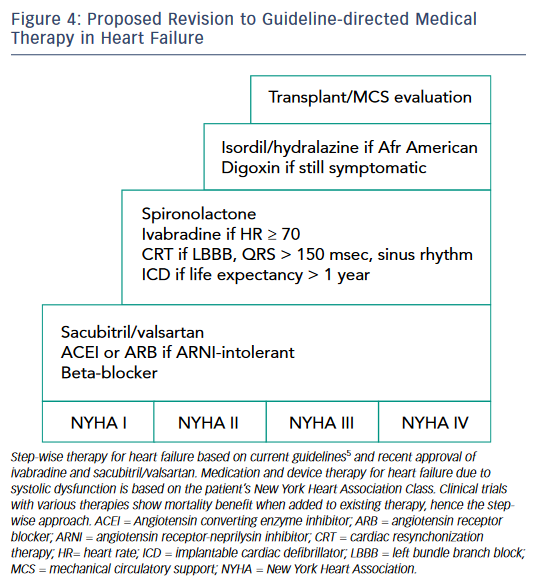 Figure 4: Proposed Revision to Guideline-directed Medical
Therapy in Heart Failure
Transplant/MCS evaluation
Isordil/hydralazine if Afr American
Digoxin if still symptomatic
Spironolactone
Ivabradine if HR ≥ 70
CRT if LBBB, QRS > 150 msec, sinus rhythm
ICD if life expectancy > 1 year
Sacubitril/valsartan
ACEI or ARB if ARNI-intolerant
Beta-blocker
NYHA I NYHA II NYHA III NYHA IV
Step-wise therapy for heart failure based on current guidelines⁵ and recent approval of
ivabradine and sacubitril/valsartan. Medication and device therapy for heart failure due to
systolic dysfunction is based on the patient's New York Heart Association Class. Clinical trials
with various therapies show mortality benefit when added to existing therapy, hence the step-
wise approach. ACEI = Angiotensin converting enzyme inhibitor; ARB = angiotensin receptor
blocker; ARNI = angiotensin receptor-neprilysin inhibitor; CRT = cardiac resynchonization
therapy; HR= heart rate; ICD = implantable cardiac defibrillator; LBBB = left bundle branch block;
MCS = mechanical circulatory support; NYHA = New York Heart Association.